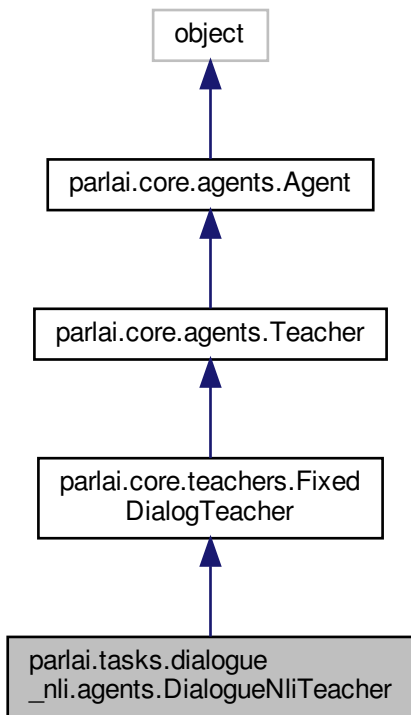 object
parlai.core.agents.Agent
parlai.core.agents.Teacher
parlai.core.teachers.Fixed
DialogTeacher
parlai.tasks.dialogue
_nli.agents.DialogueNliTeacher